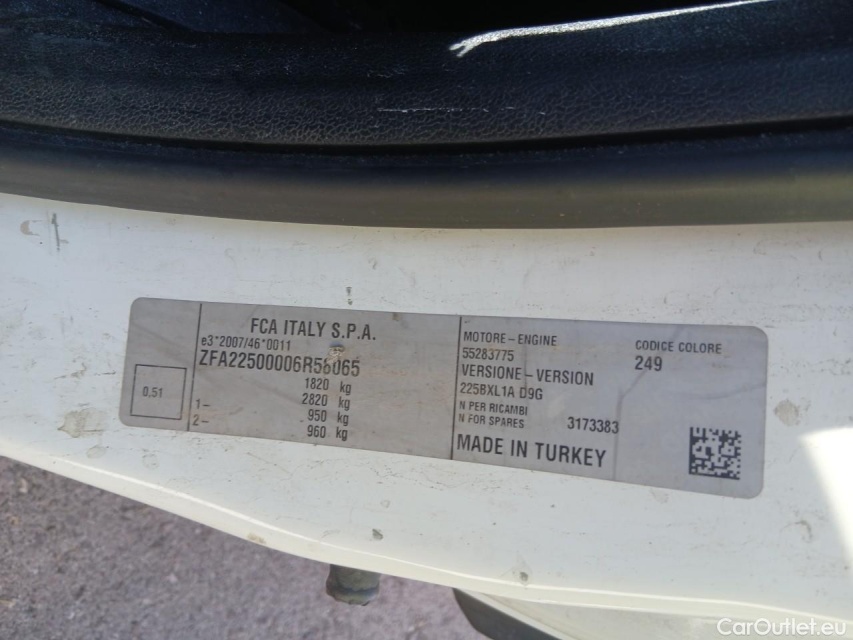 FCA ITALY S.P.A.
e3*2007/46*0011
ZFA22500006R58065
1820 kg
2820 kg
1- 950 kg
2- 960 kg
0,51
MOTORE-ENGINE
55283775
VERSIONE-VERSION
225BXL1A D9G
N PER RICAMBI
N FOR SPARES 3173383
MADE IN TURKEY
CODICE COLORE
249
CarOutlet.eu